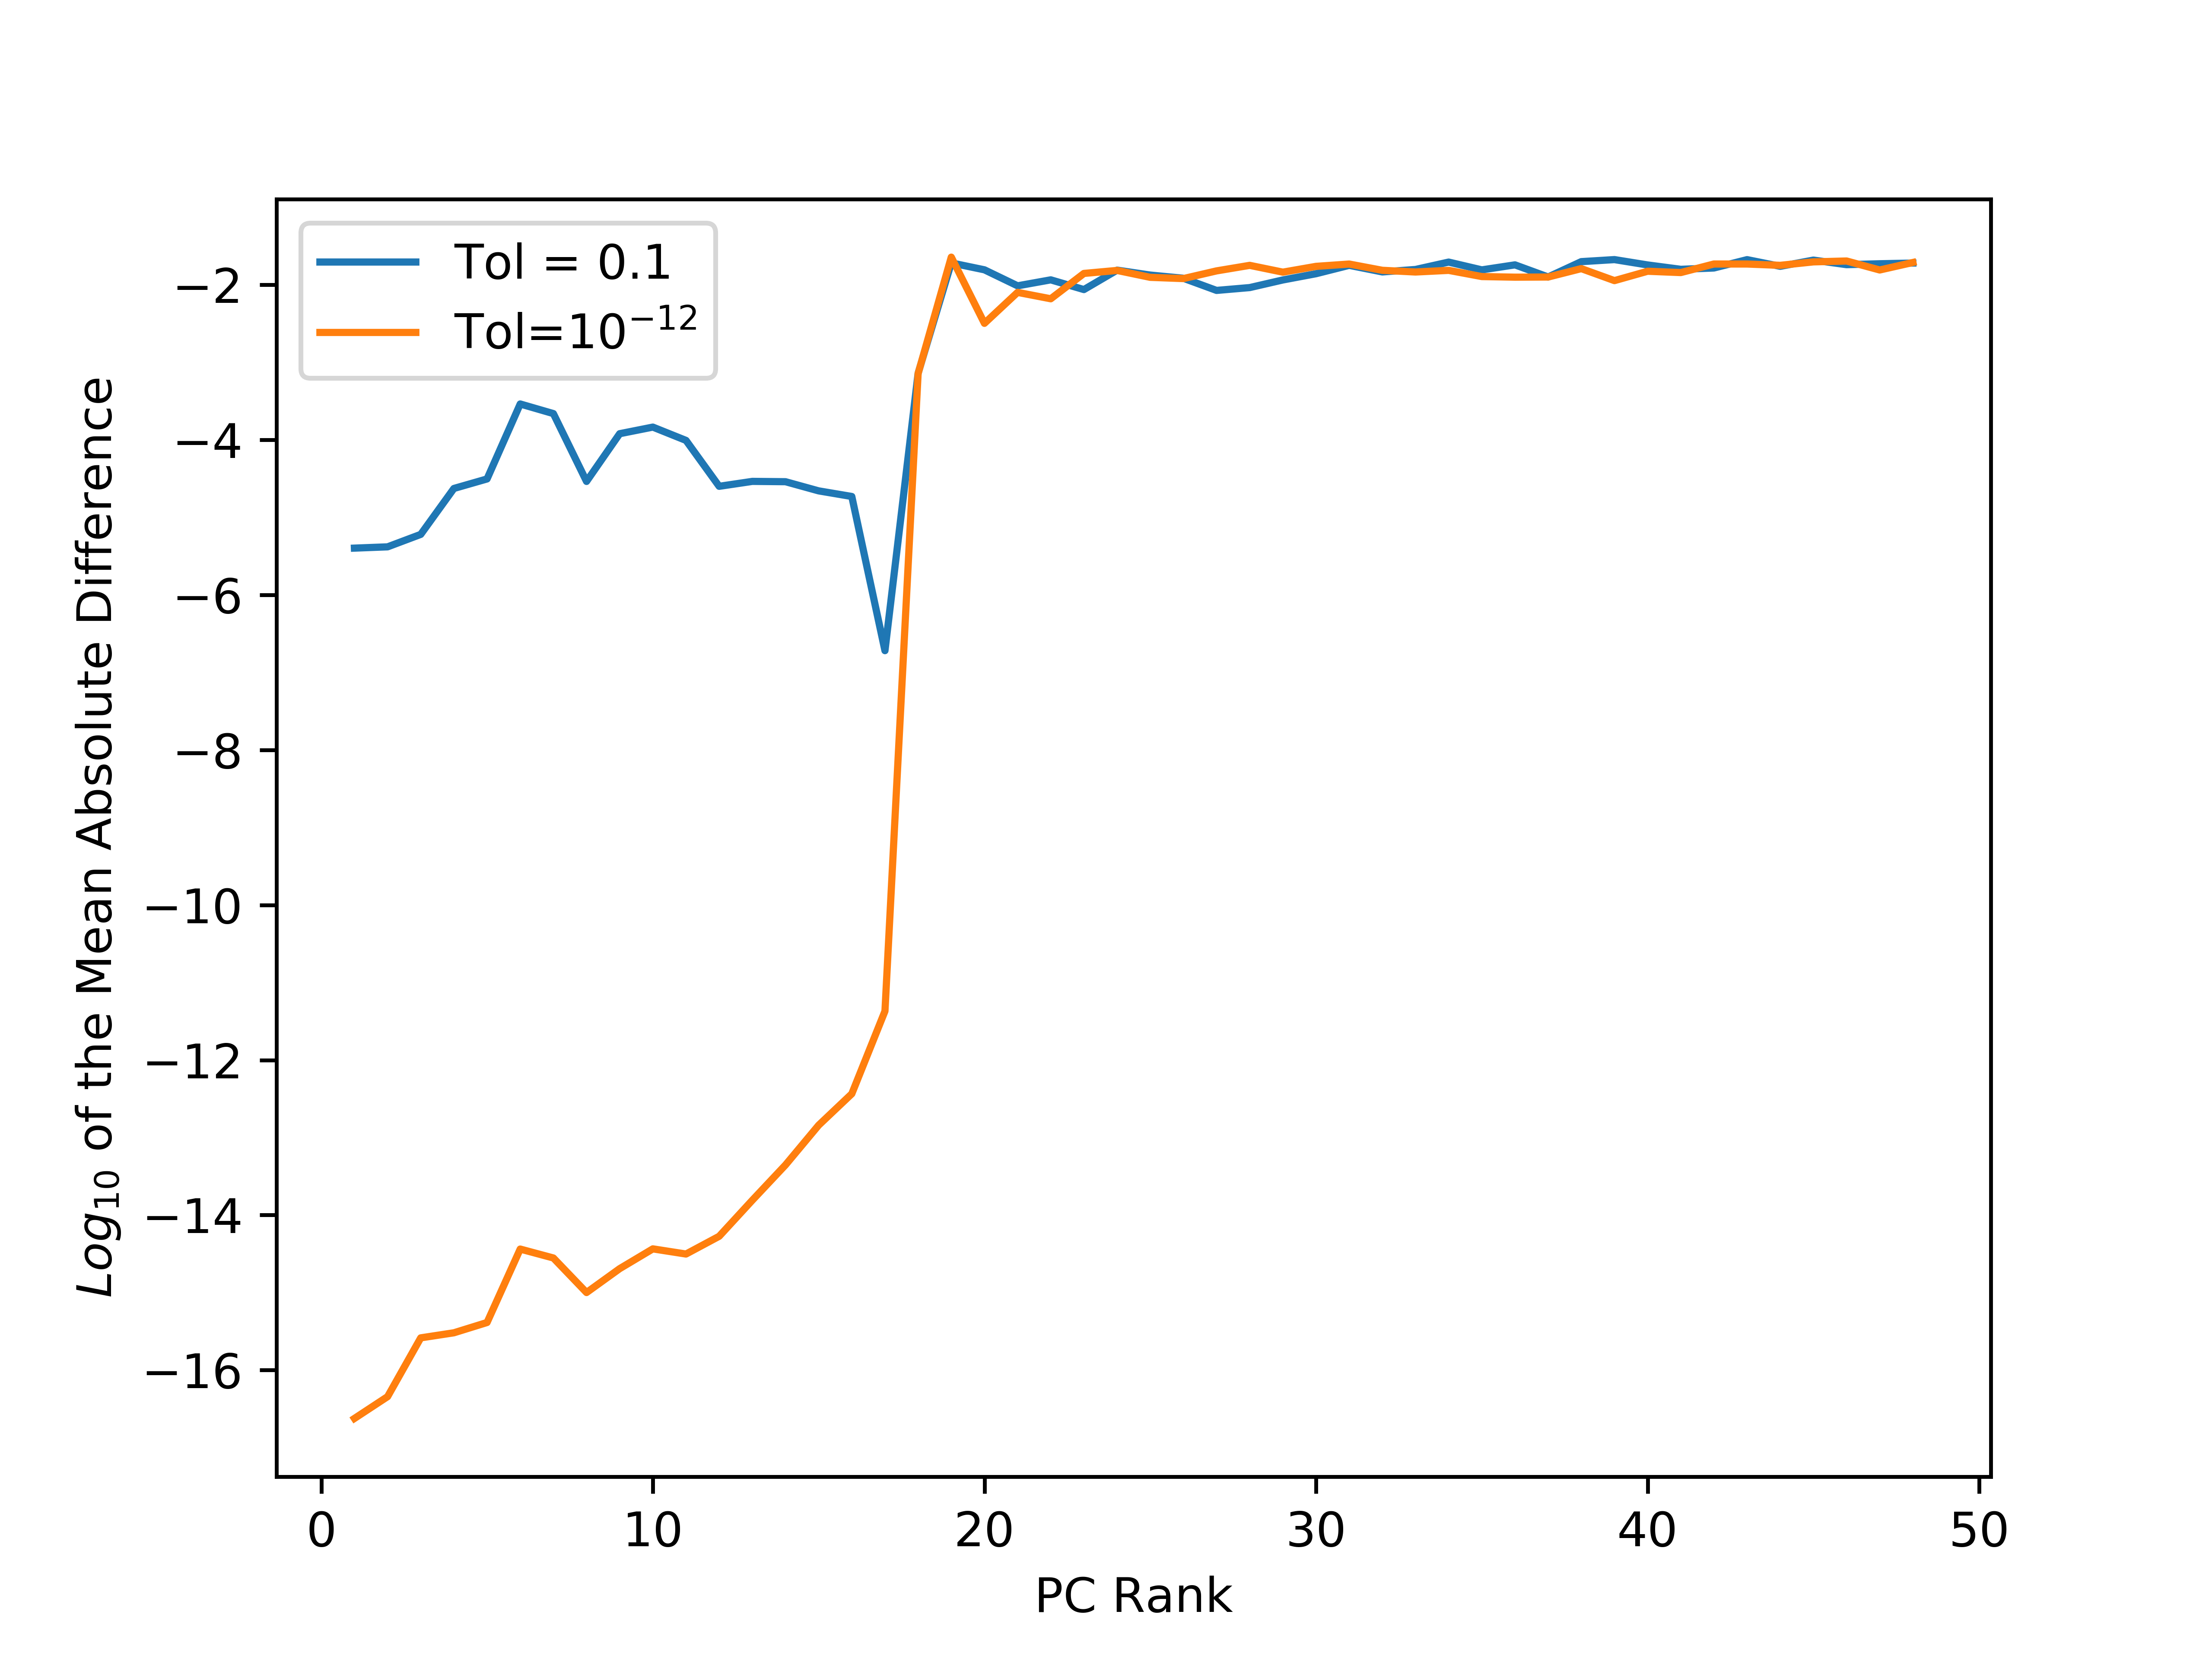 Tol = 0.1
Tol=10⁻¹²
−2
−4
−6
−8
−10
−12
−14
−16
Log₁₀ of the Mean Absolute Difference
0 10 20 30 40 50
PC Rank